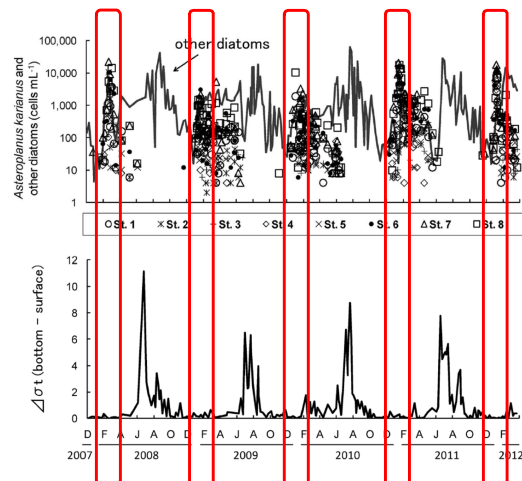 other diatoms
Asteroplanus karianus and
other diatoms (cells mL⁻¹)
100,000
10,000
1,000
100
10
1
St. 1 St. 2 St. 3 St. 4 St. 5 St. 6 St. 7 St. 8
⊿σt (bottom − surface)
12
10
8
6
4
2
0
D F A J A O D F A J A O D F A J A O D F A J A O D F
2007 2008 2009 2010 2011 2012